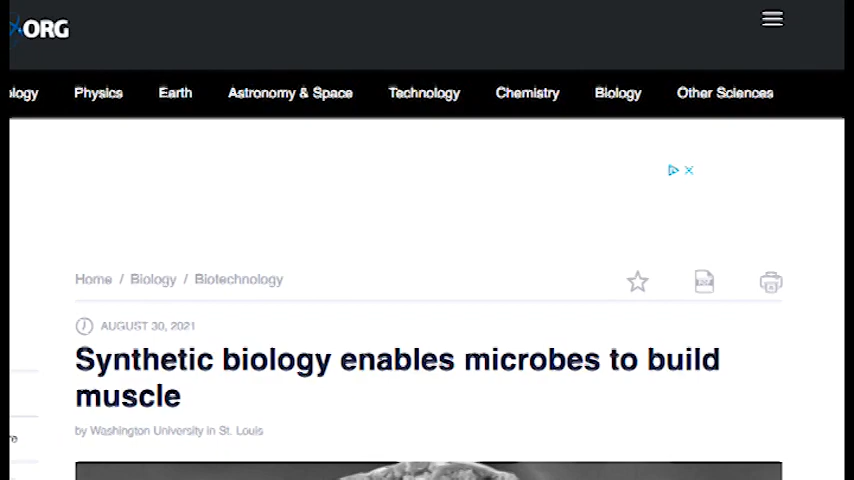 ORG
Physics Earth Astronomy & Space Technology Chemistry Biology Other Sciences
Home / Biology / Biotechnology
PDF
AUGUST 30, 2021
Synthetic biology enables microbes to build
muscle
by Washington University in St. Louis